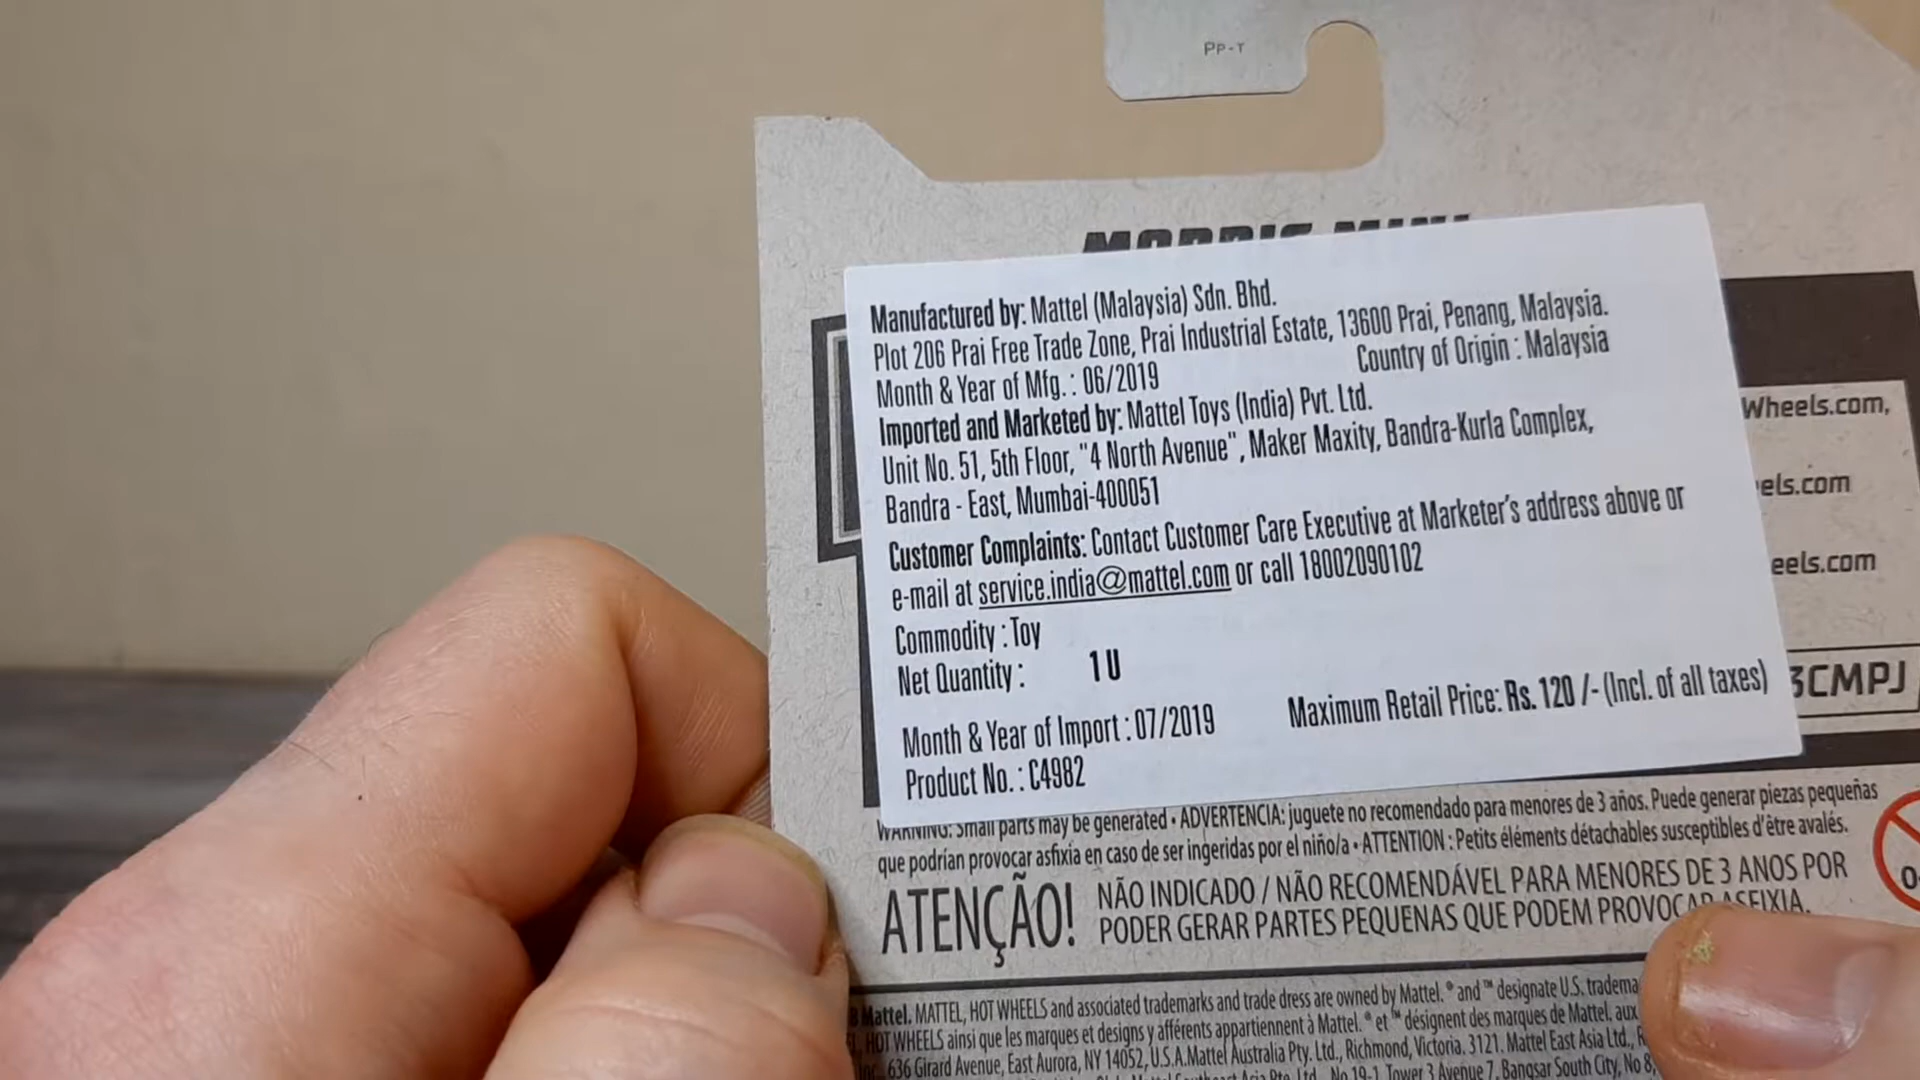 PP-T
MORRIS MINI
Manufactured by: Mattel (Malaysia) Sdn. Bhd.
Plot 206 Prai Free Trade Zone, Prai Industrial Estate, 13600 Prai, Penang, Malaysia.
Month & Year of Mfg. : 06/2019 Country of Origin : Malaysia
Imported and Marketed by: Mattel Toys (India) Pvt. Ltd.
Unit No. 51, 5th Floor, "4 North Avenue", Maker Maxity, Bandra-Kurla Complex,
Bandra - East, Mumbai-400051
Customer Complaints: Contact Customer Care Executive at Marketer's address above or
e-mail at service.india@mattel.com or call 18002090102
Commodity : Toy
Net Quantity : 1 U
Month & Year of Import : 07/2019 Maximum Retail Price: Rs. 120 /- (Incl. of all taxes)
Product No. : C4982
Wheels.com,
els.com
eels.com
3CMPJ
WARNING: Small parts may be generated • ADVERTENCIA: juguete no recomendado para menores de 3 años. Puede generar piezas pequeñas
que podrían provocar asfixia en caso de ser ingeridas por el niño/a • ATTENTION : Petits éléments détachables susceptibles d'être avalés.
ATENÇÃO! NÃO INDICADO / NÃO RECOMENDÁVEL PARA MENORES DE 3 ANOS POR
PODER GERAR PARTES PEQUENAS QUE PODEM PROVOCAR ASFIXIA.
Mattel. MATTEL, HOT WHEELS and associated trademarks and trade dress are owned by Mattel. ® and ™ designate U.S. tradema
HOT WHEELS ainsi que les marques et designs y afférents appartiennent à Mattel. ® et ™ désignent des marques de Mattel, aux
636 Girard Avenue, East Aurora, NY 14052, U.S.A. Mattel Australia Pty. Ltd., Richmond, Victoria. 3121. Mattel East Asia Ltd.,
No 19-1, Tower 3 Avenue 7, Bangsar South City, No 8,